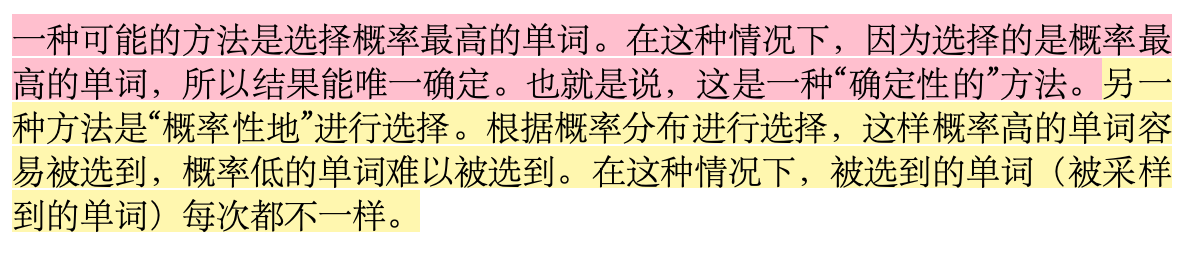 一种可能的方法是选择概率最高的单词。在这种情况下，因为选择的是概率最
高的单词，所以结果能唯一确定。也就是说，这是一种“确定性的”方法。另一
种方法是“概率性地”进行选择。根据概率分布进行选择，这样概率高的单词容
易被选到，概率低的单词难以被选到。在这种情况下，被选到的单词（被采样
到的单词）每次都不一样。